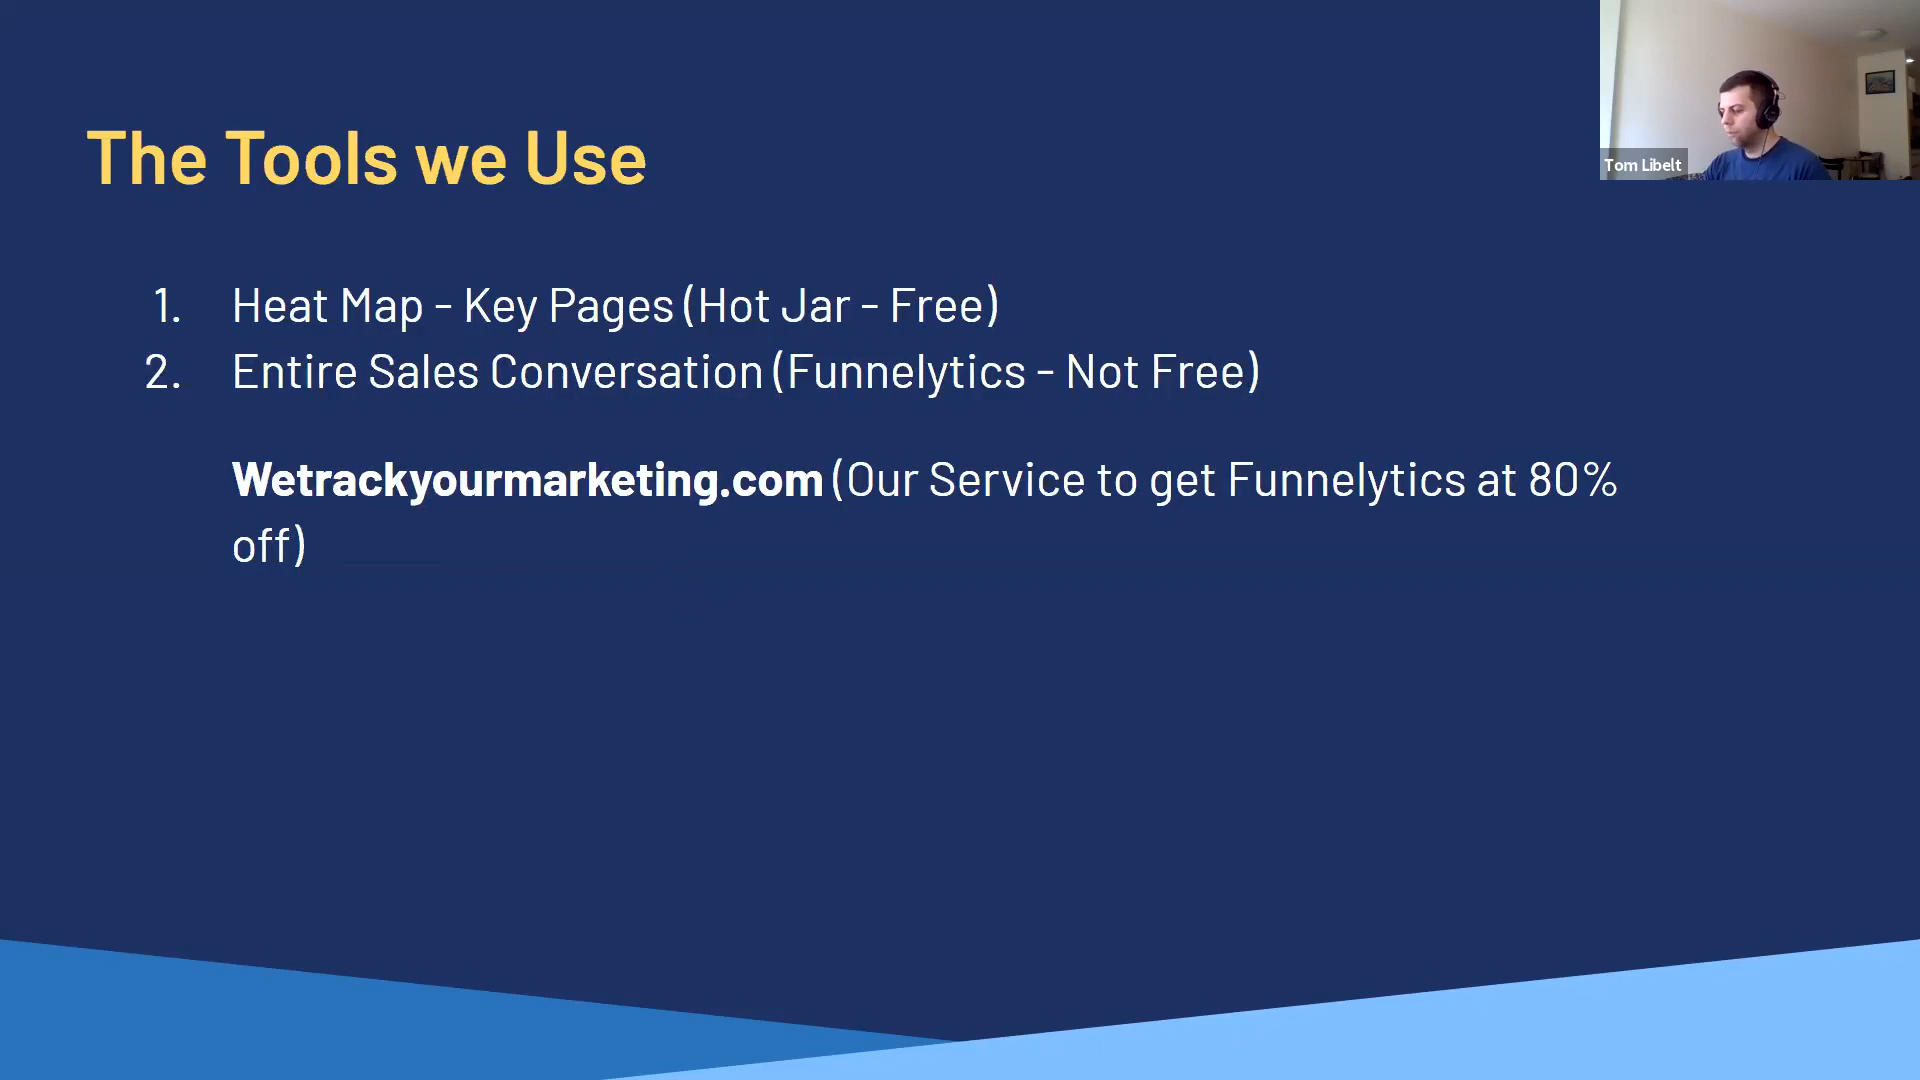 The Tools we Use
Tom Libelt
1. Heat Map - Key Pages (Hot Jar - Free)
2. Entire Sales Conversation (Funnelytics - Not Free)
Wetrackyourmarketing.com (Our Service to get Funnelytics at 80%
off)